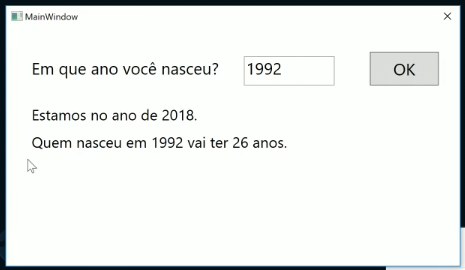 MainWindow
Em que ano você nasceu? 1992 OK
Estamos no ano de 2018.
Quem nasceu em 1992 vai ter 26 anos.